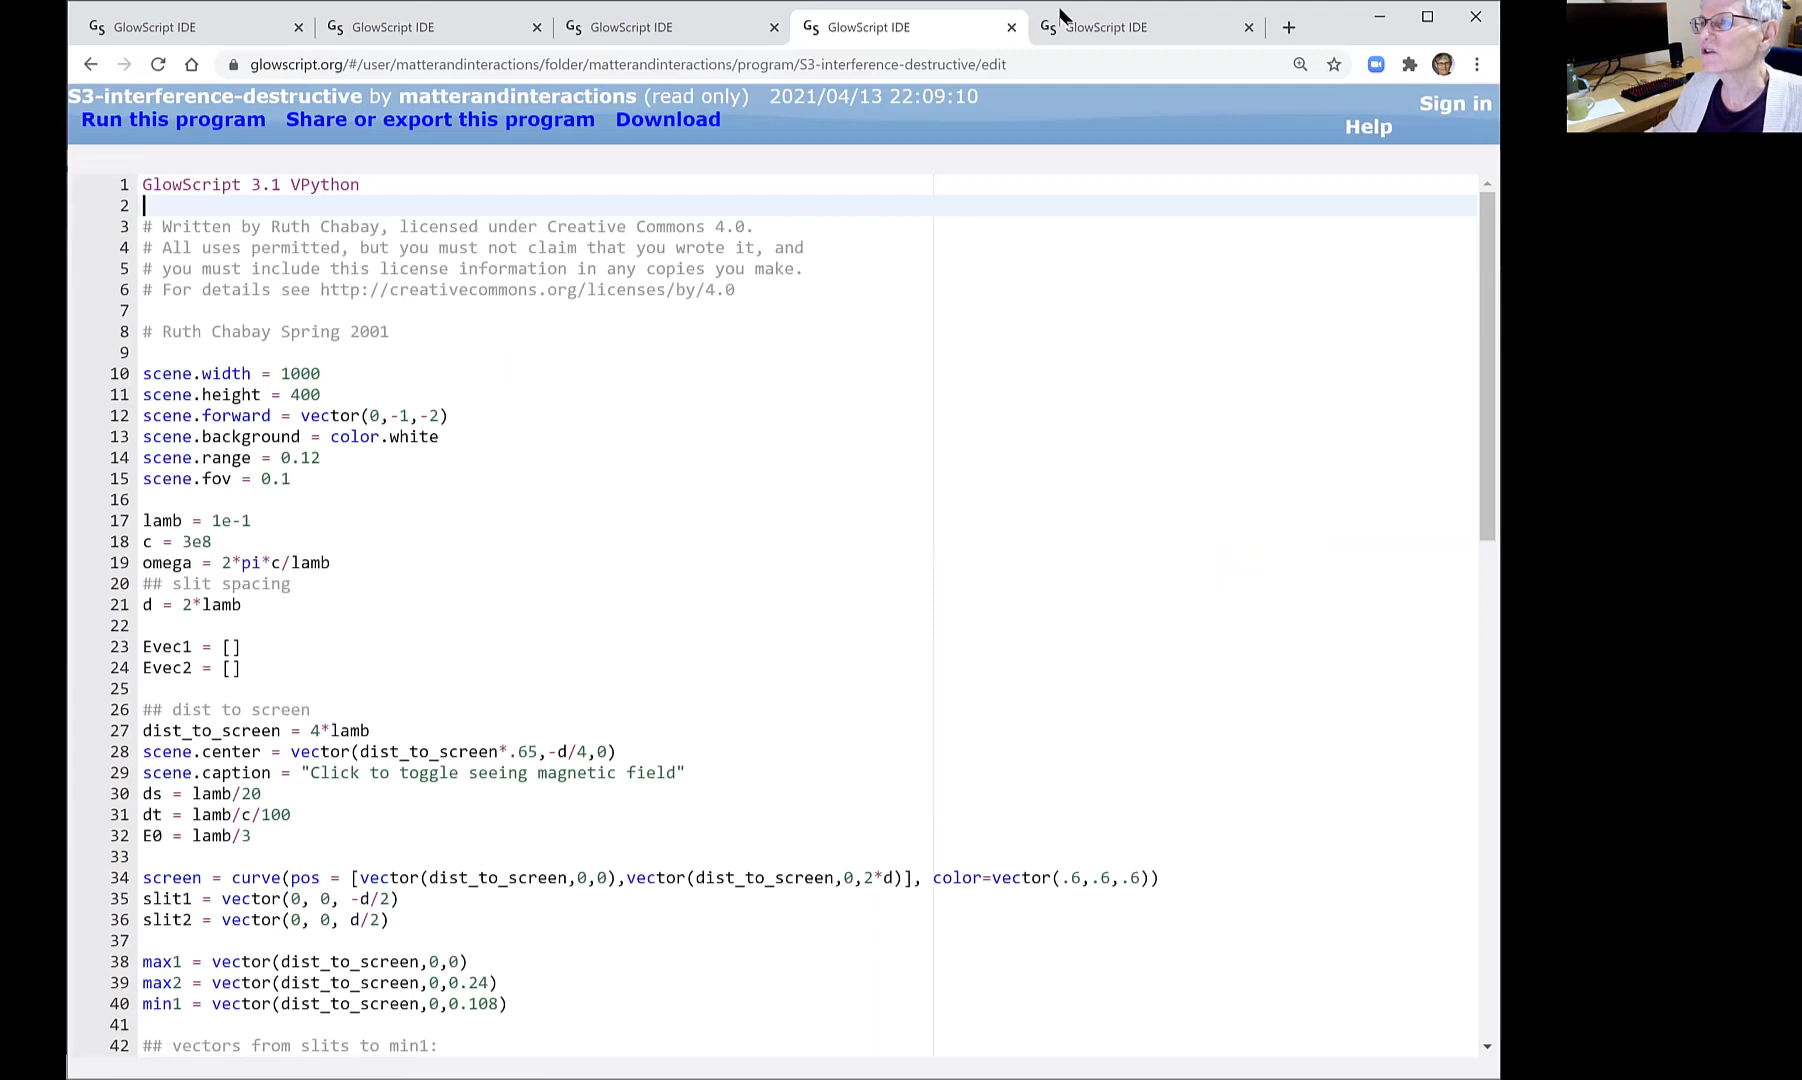 GS GlowScript IDE
GS GlowScript IDE
GS GlowScript IDE
GS GlowScript IDE
GS GlowScript IDE
glowscript.org/#/user/matterandinteractions/folder/matterandinteractions/program/S3-interference-destructive/edit
S3-interference-destructive by matterandinteractions (read only) 2021/04/13 22:09:10
Sign in
Run this program Share or export this program Download
Help
1 GlowScript 3.1 VPython
2
3 # Written by Ruth Chabay, licensed under Creative Commons 4.0.
4 # All uses permitted, but you must not claim that you wrote it, and
5 # you must include this license information in any copies you make.
6 # For details see http://creativecommons.org/licenses/by/4.0
7
8 # Ruth Chabay Spring 2001
9
10 scene.width = 1000
11 scene.height = 400
12 scene.forward = vector(0,-1,-2)
13 scene.background = color.white
14 scene.range = 0.12
15 scene.fov = 0.1
16
17 lamb = 1e-1
18 c = 3e8
19 omega = 2*pi*c/lamb
20 ## slit spacing
21 d = 2*lamb
22
23 Evec1 = []
24 Evec2 = []
25
26 ## dist to screen
27 dist_to_screen = 4*lamb
28 scene.center = vector(dist_to_screen*.65,-d/4,0)
29 scene.caption = "Click to toggle seeing magnetic field"
30 ds = lamb/20
31 dt = lamb/c/100
32 E0 = lamb/3
33
34 screen = curve(pos = [vector(dist_to_screen,0,0),vector(dist_to_screen,0,2*d)], color=vector(.6,.6,.6))
35 slit1 = vector(0, 0, -d/2)
36 slit2 = vector(0, 0, d/2)
37
38 max1 = vector(dist_to_screen,0,0)
39 max2 = vector(dist_to_screen,0,0.24)
40 min1 = vector(dist_to_screen,0,0.108)
41
42 ## vectors from slits to min1: